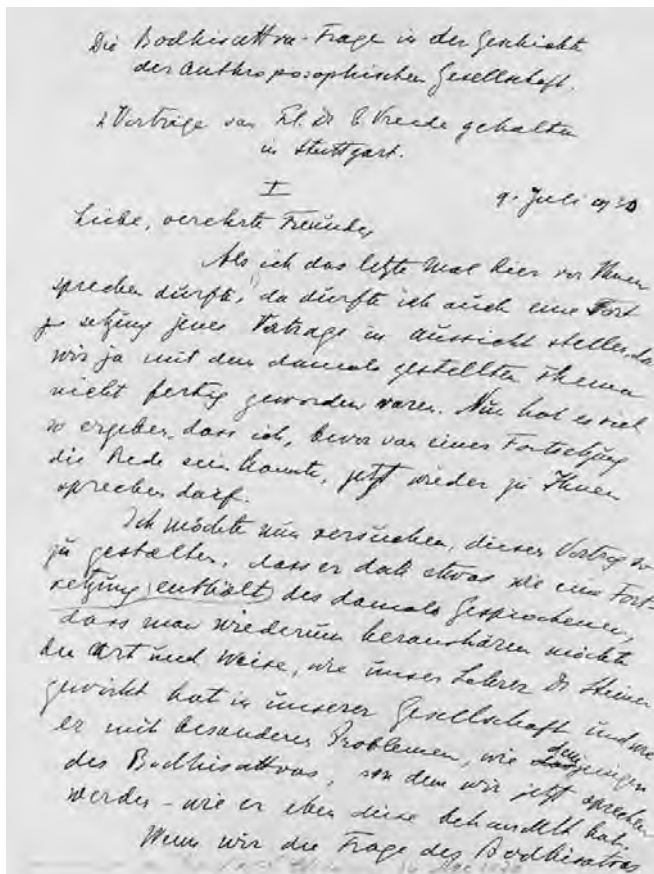 Die Bodhisattva-Frage in der Geschichte
der Anthroposophischen Gesellschaft.
2 Vorträge von Frl. Dr. E. Vreede gehalten
in Stuttgart.
I
9. Juli 1930
Liebe, verehrte Freunde,
Als ich das letzte Mal hier vor Ihnen
sprechen durfte, da durfte ich auch eine Fort
setzung jenes Vortrags in Aussicht stellen, da
wir ja mit dem damals gestellten Thema
nicht fertig geworden waren. Nun hat es sich
so ergeben, dass ich, bevor von einer Fortsetzung
die Rede sein konnte, jetzt wieder zu Ihnen
sprechen darf.
Ich möchte nun versuchen, diesen Vortrag so
zu gestalten, dass er doch etwas wie eine Fort-
setzung enthält des damals Gesprochenen,
dass man wiederum heraushören möchte
die Art und Weise, wie unser Lehrer Dr. Steiner
gewirkt hat in unserer Gesellschaft und wie
er mit besonderen Problemen, wie demjenigen
des Bodhisattvas, von dem wir jetzt sprechen
werden - wie er eben diese behandelt hat.
Wenn wir die Frage des Bodhisattvas